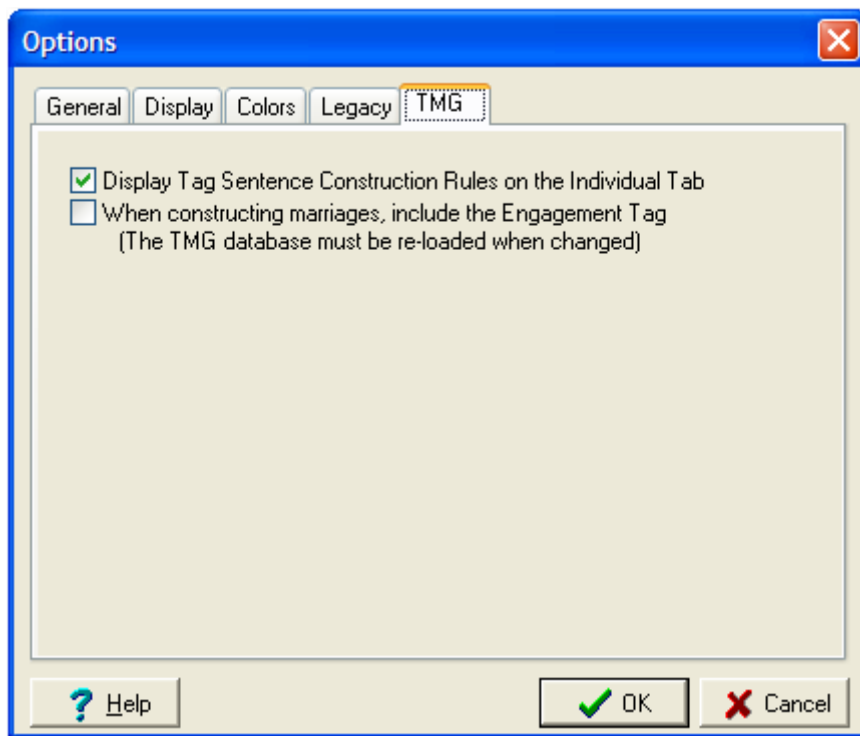 Options
General Display Colors Legacy TMG
Display Tag Sentence Construction Rules on the Individual Tab
When constructing marriages, include the Engagement Tag
(The TMG database must be re-loaded when changed)
Help OK Cancel